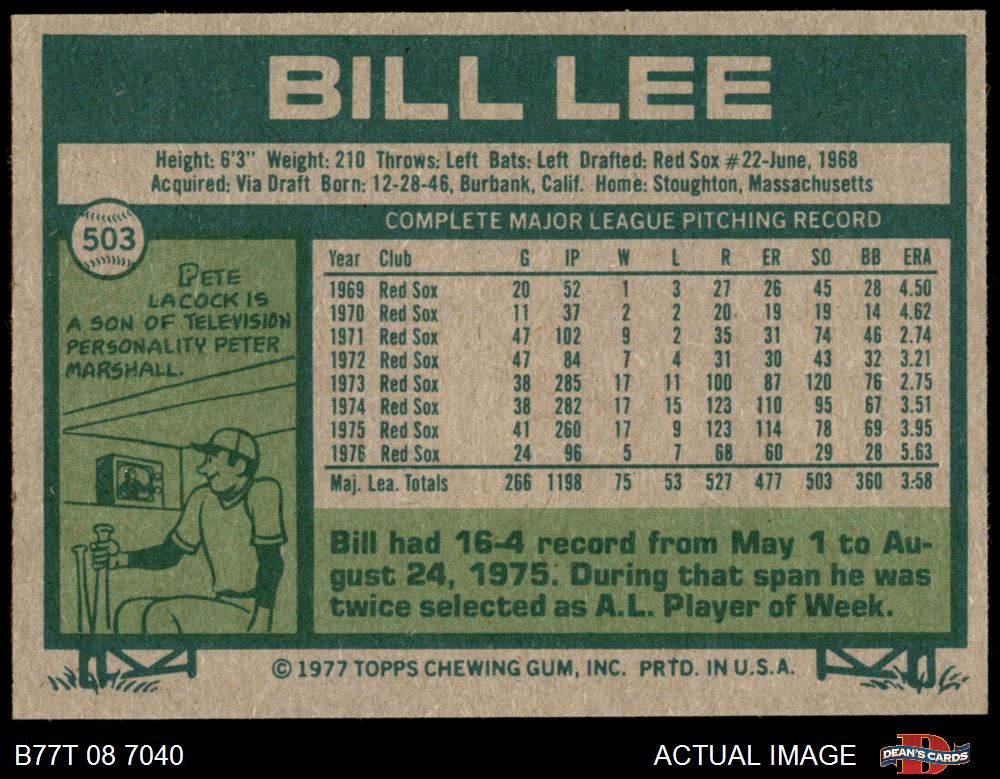 BILL LEE
Height: 6'3" Weight: 210 Throws: Left Bats: Left Drafted: Red Sox #22-June, 1968
Acquired: Via Draft Born: 12-28-46, Burbank, Calif. Home: Stoughton, Massachusetts
503
PETE
LACOCK IS
A SON OF TELEVISION
PERSONALITY PETER
MARSHALL.
COMPLETE MAJOR LEAGUE PITCHING RECORD
Year Club G IP W L R ER SO BB ERA
1969 Red Sox 20 52 1 3 27 26 45 28 4.50
1970 Red Sox 11 37 2 2 20 19 19 14 4.62
1971 Red Sox 47 102 9 2 35 31 74 46 2.74
1972 Red Sox 47 84 7 4 31 30 43 32 3.21
1973 Red Sox 38 285 17 11 100 87 120 76 2.75
1974 Red Sox 38 282 17 15 123 110 95 67 3.51
1975 Red Sox 41 260 17 9 123 114 78 69 3.95
1976 Red Sox 24 96 5 7 68 60 29 28 5.63
Maj. Lea. Totals 266 1198 75 53 527 477 503 360 3.58
Bill had 16-4 record from May 1 to Au-
gust 24, 1975. During that span he was
twice selected as A.L. Player of Week.
© 1977 TOPPS CHEWING GUM, INC. PRTD. IN U.S.A.
B77T 08 7040
ACTUAL IMAGE
DEAN'S CARDS